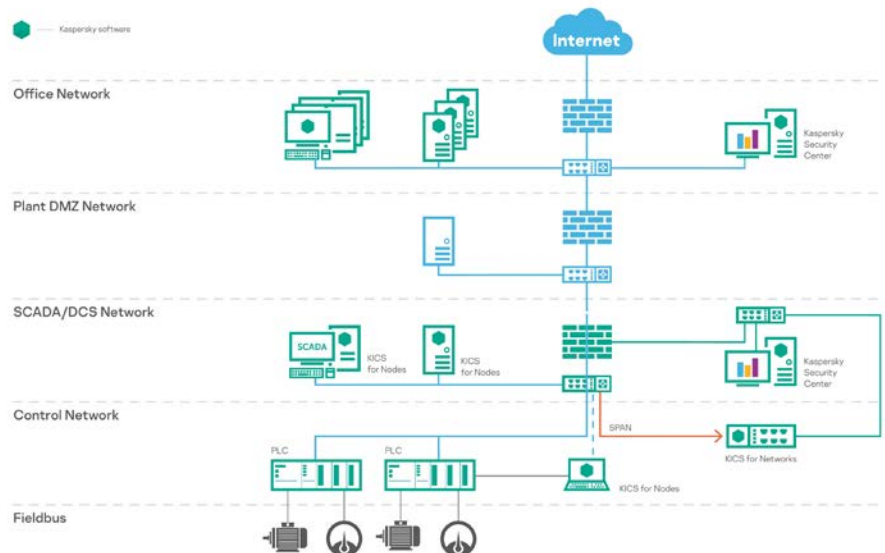 Kaspersky software
Internet
Office Network
Kaspersky
Security
Center
Plant DMZ Network
SCADA/DCS Network
SCADA
KICS
for Nodes
KICS
for Nodes
Kaspersky
Security
Center
Control Network
SPAN
PLC
PLC
KICS for Networks
KICS for Nodes
Fieldbus